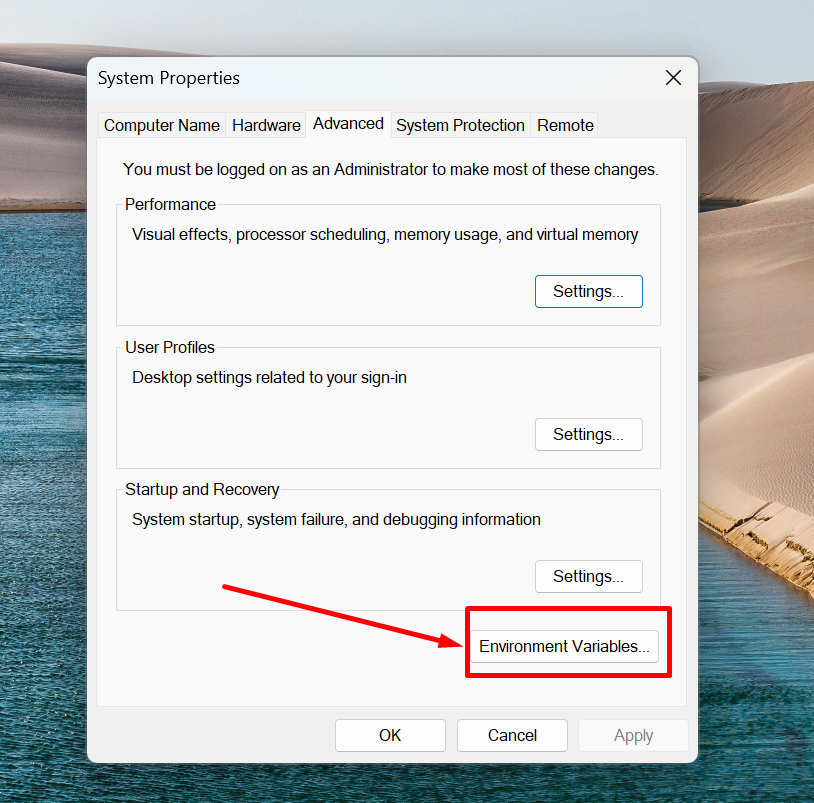 System Properties
Computer Name Hardware Advanced System Protection Remote
You must be logged on as an Administrator to make most of these changes.
Performance
Visual effects, processor scheduling, memory usage, and virtual memory
Settings...
User Profiles
Desktop settings related to your sign-in
Settings...
Startup and Recovery
System startup, system failure, and debugging information
Settings...
Environment Variables...
OK Cancel Apply